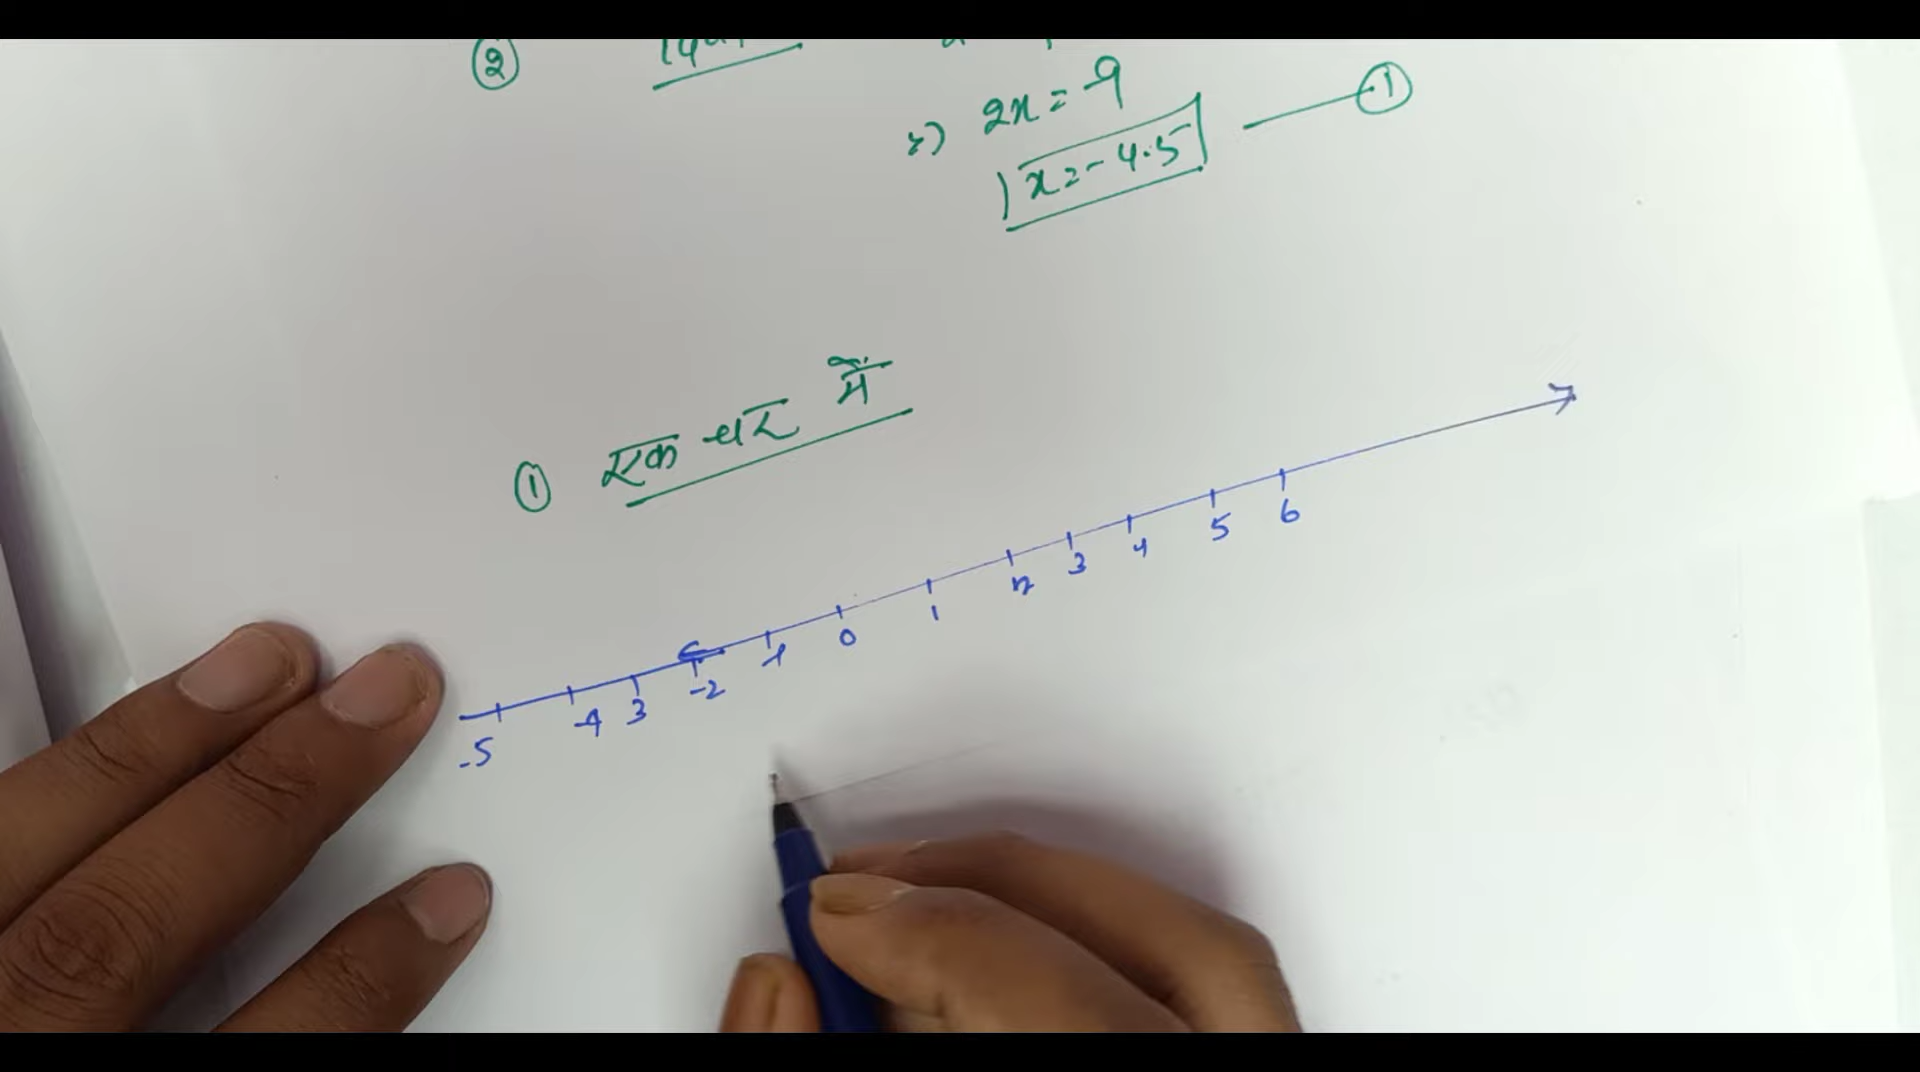 ②
2x = -9
x = -4.5 ①
① एक चर में
-5 -4 3 -2 -1 0 1 2 3 4 5 6